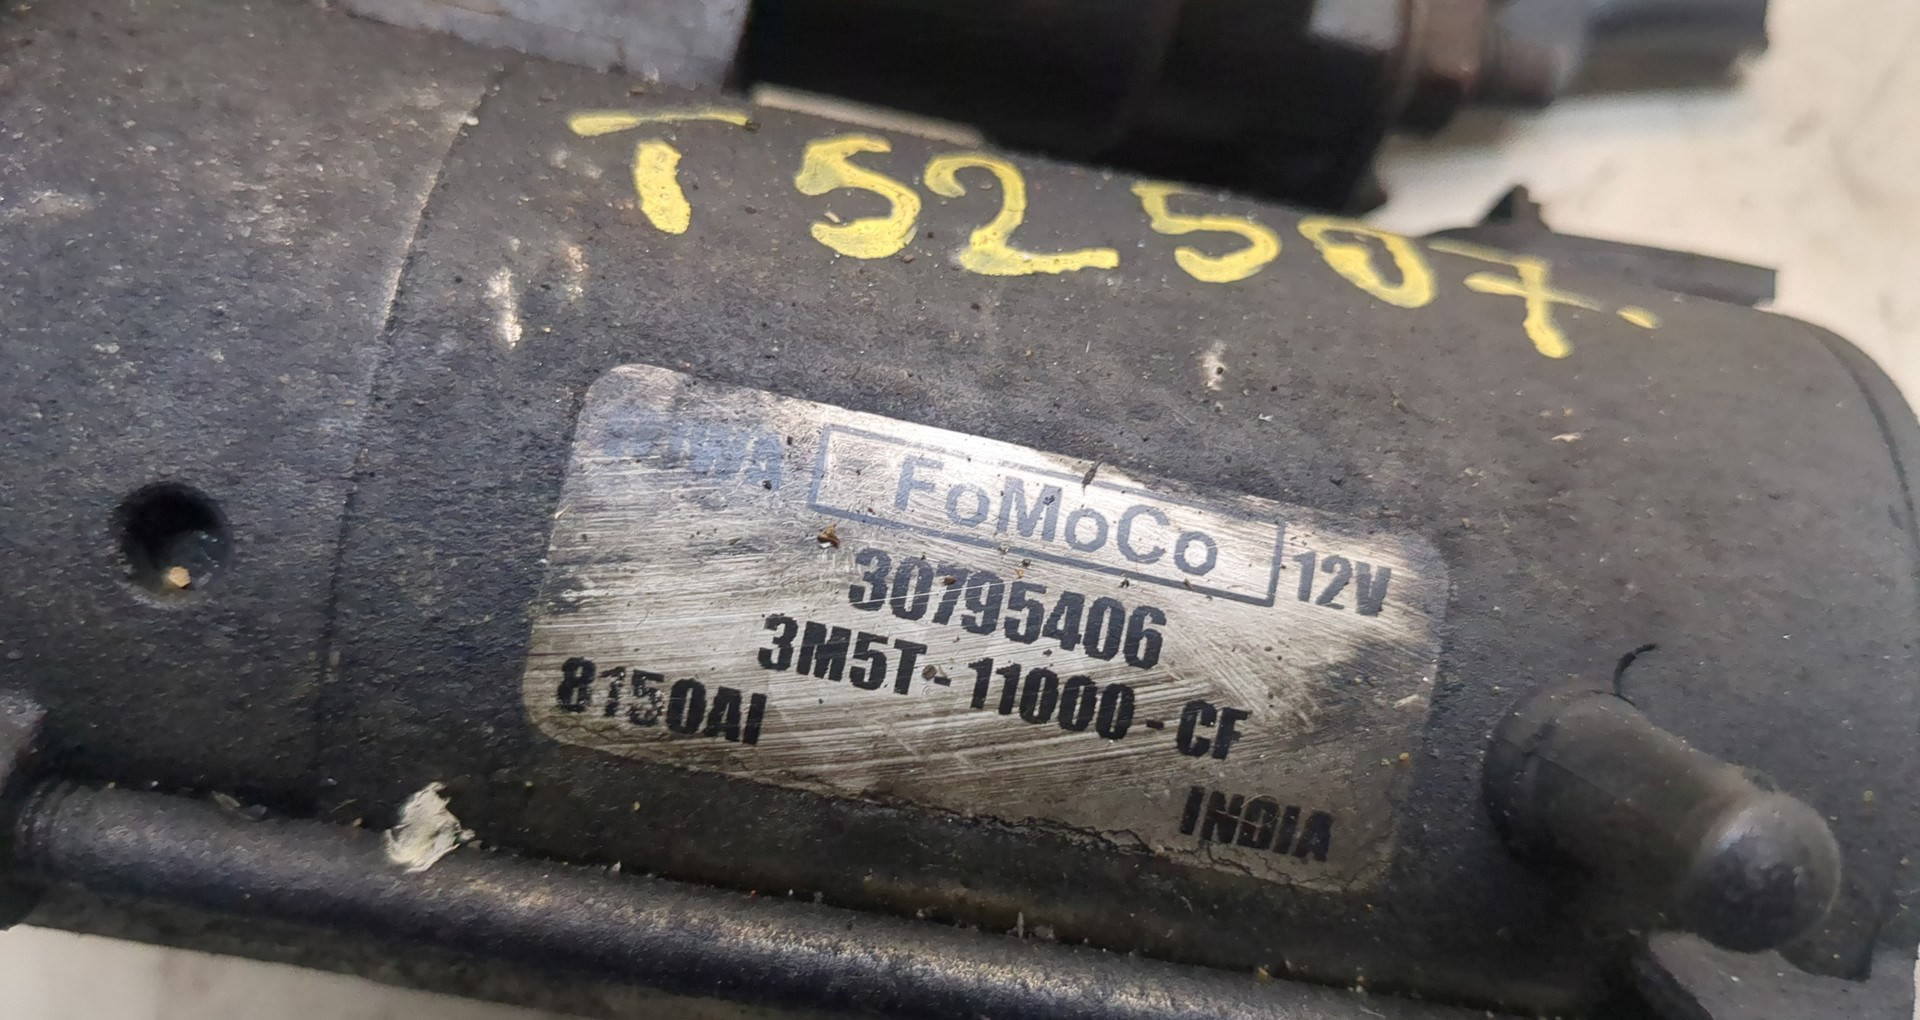 T52507.
FoMoCo 12V
30795406
3M5T-11000-CF
8150AI
INDIA